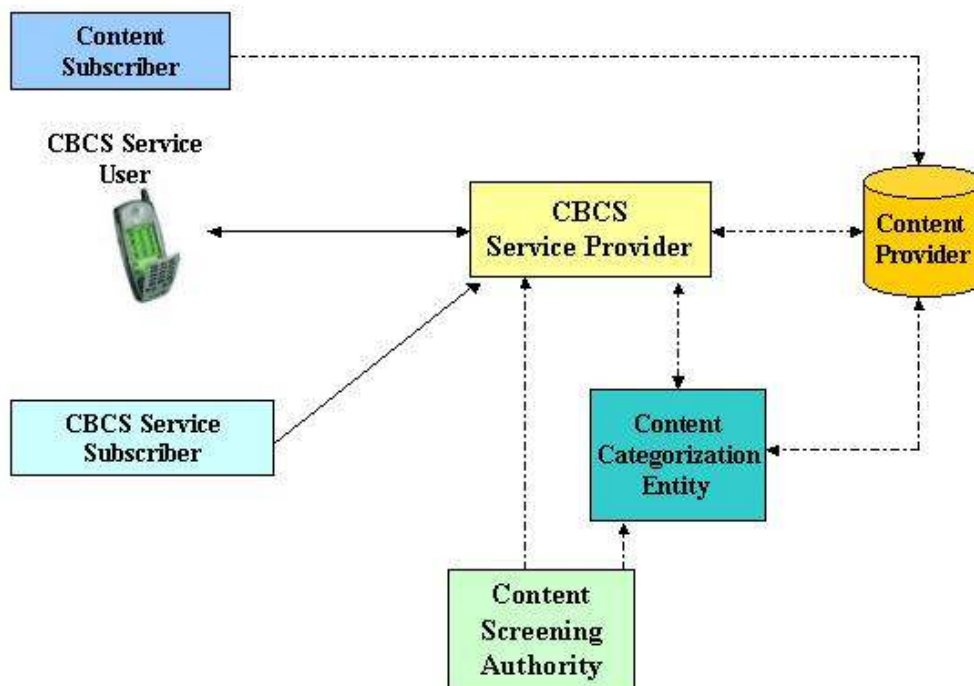 Content
Subscriber
CBCS Service
User
CBCS
Service Provider
Content
Provider
CBCS Service
Subscriber
Content
Categorization
Entity
Content
Screening
Authority